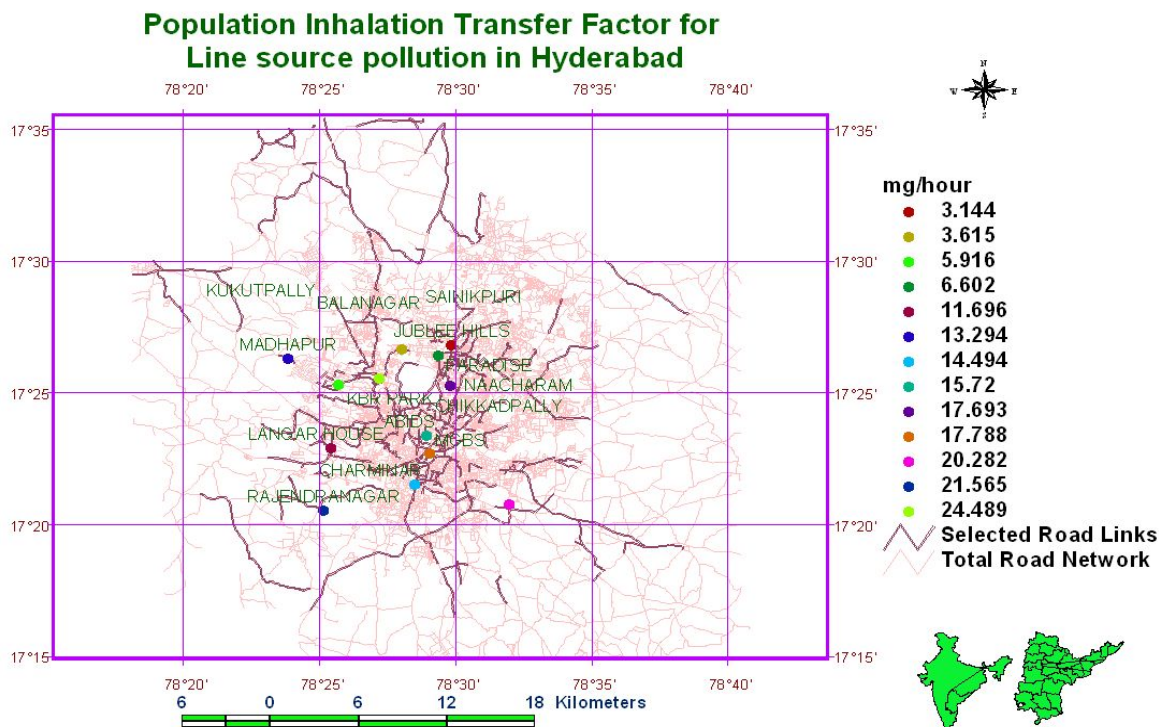 Population Inhalation Transfer Factor for
Line source pollution in Hyderabad
N
W E
S
78°20' 78°25' 78°30' 78°35' 78°40'
17°35' 17°35'
17°30' 17°30'
KUKUTPALLY
BALANAGAR SAINIKPURI
JUBLEE HILLS
MADHAPUR
PARADISE
NAACHARAM
17°25' 17°25'
KBR PARK
CHIKKADPALLY
ABIDS
LANGAR HOUSE MGBS
CHARMINAR
RAJENDRANAGAR
17°20' 17°20'
17°15' 17°15'
78°20' 78°25' 78°30' 78°35' 78°40'
6 0 6 12 18 Kilometers
mg/hour
3.144
3.615
5.916
6.602
11.696
13.294
14.494
15.72
17.693
17.788
20.282
21.565
24.489
Selected Road Links
Total Road Network